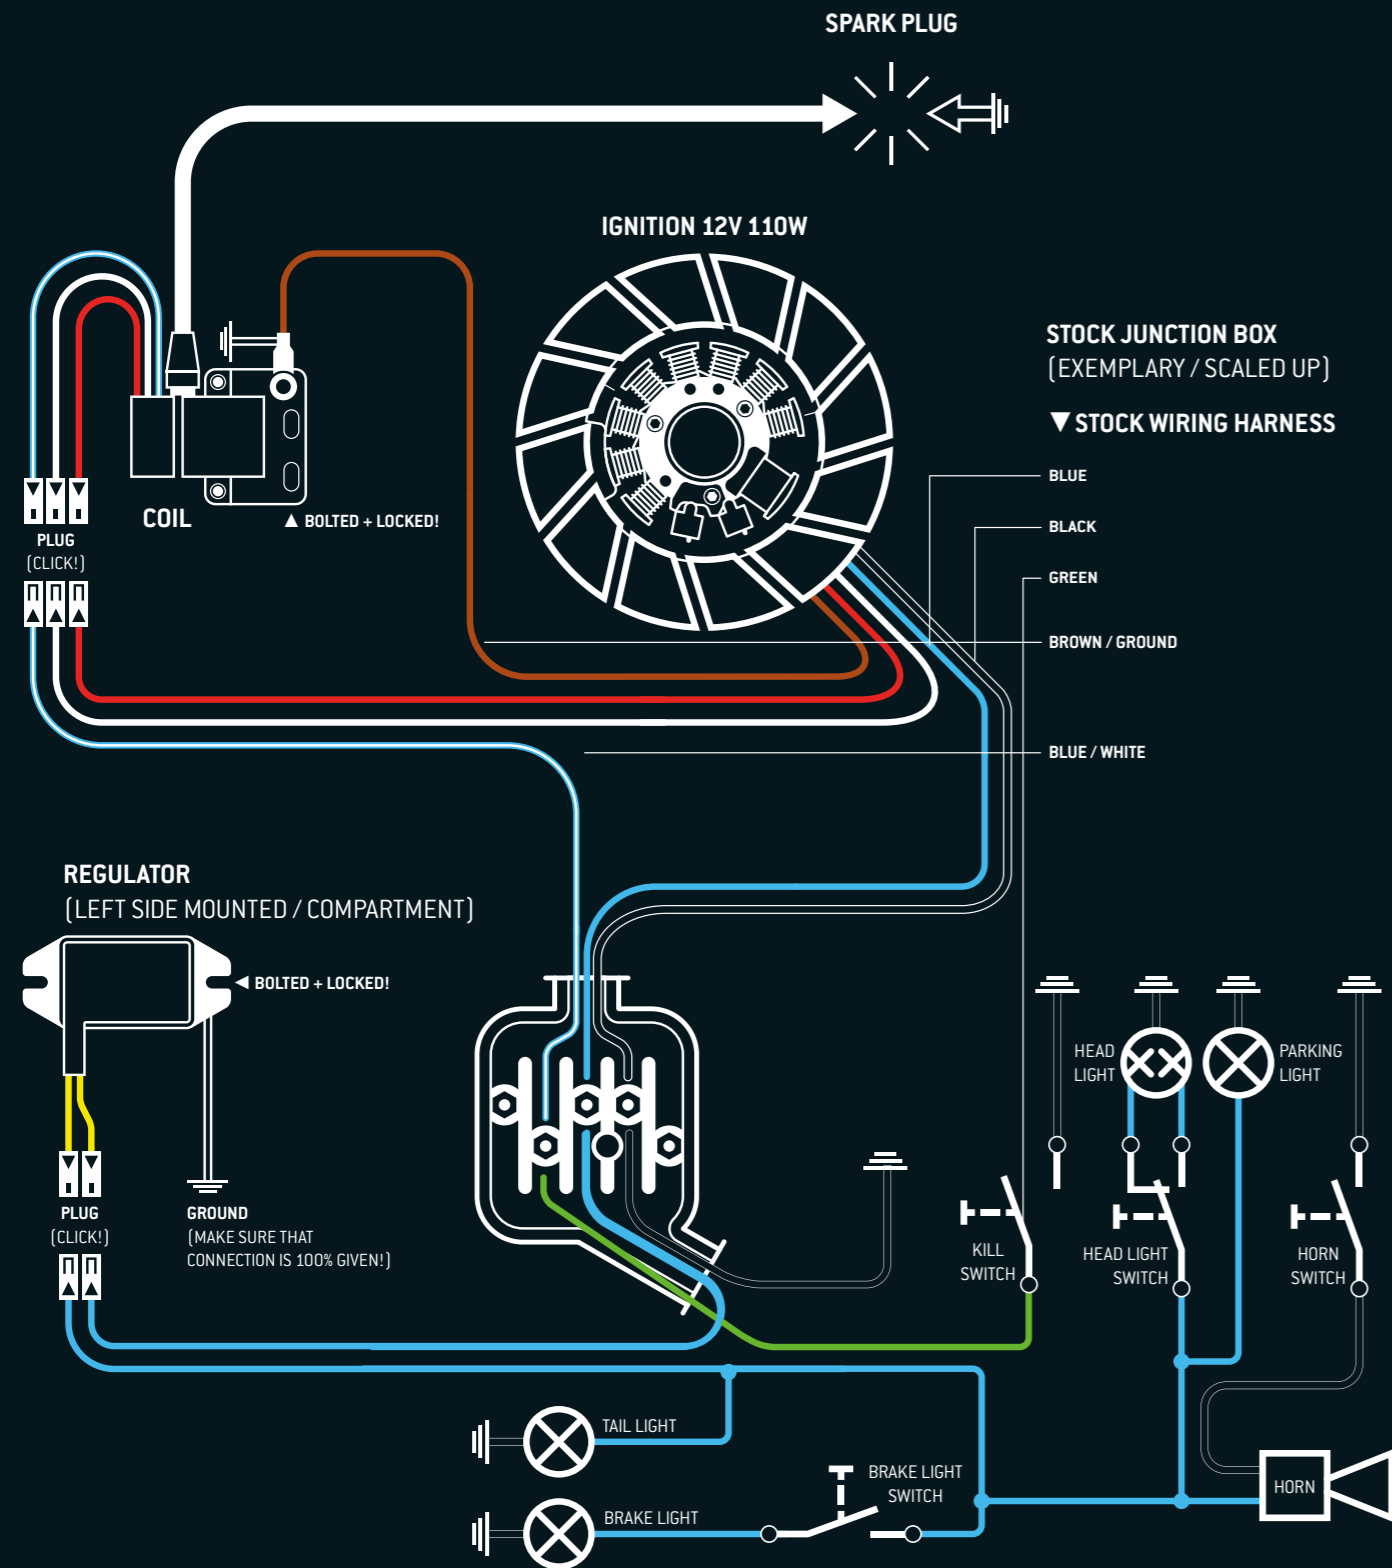 SPARK PLUG
IGNITION 12V 110W
STOCK JUNCTION BOX
(EXEMPLARY / SCALED UP)
▼ STOCK WIRING HARNESS
BLUE
BLACK
GREEN
BROWN / GROUND
BLUE / WHITE
COIL
▲ BOLTED + LOCKED!
PLUG
(CLICK!)
REGULATOR
(LEFT SIDE MOUNTED / COMPARTMENT)
◀ BOLTED + LOCKED!
PLUG
(CLICK!)
GROUND
(MAKE SURE THAT
CONNECTION IS 100% GIVEN!)
HEAD
LIGHT
PARKING
LIGHT
KILL
SWITCH
HEAD LIGHT
SWITCH
HORN
SWITCH
TAIL LIGHT
BRAKE LIGHT
SWITCH
BRAKE LIGHT
HORN